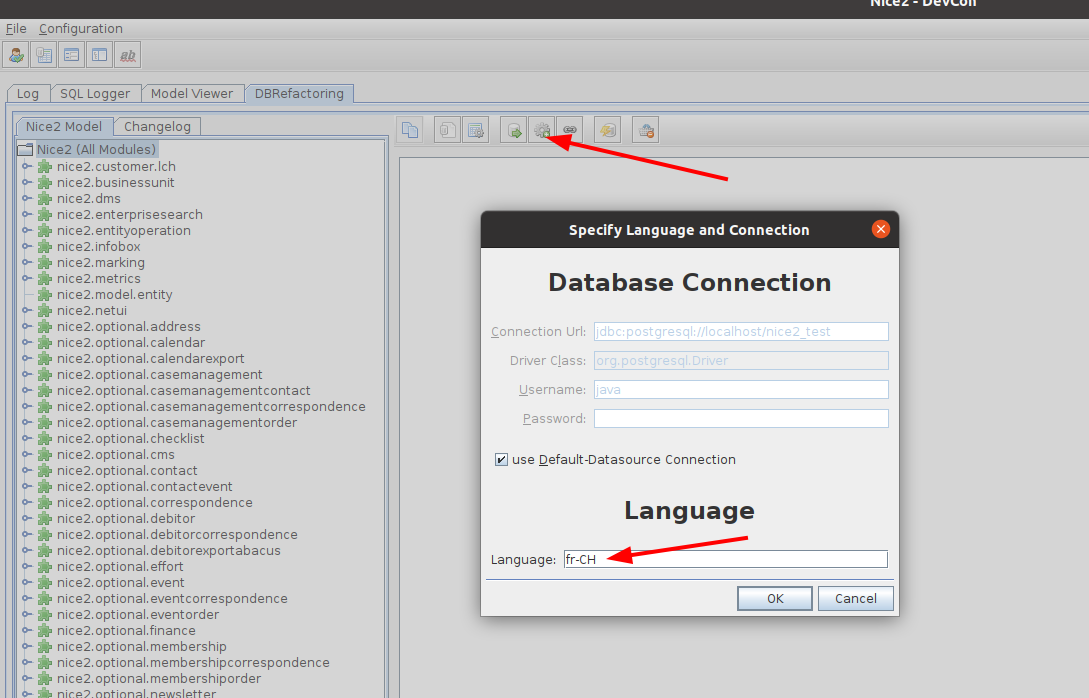 Nice2 - DevCon
File Configuration
ab
Log SQL Logger Model Viewer DBRefactoring
Nice2 Model Changelog
Nice2 (All Modules)
nice2.customer.lch
nice2.businessunit
nice2.dms
nice2.enterprisesearch
nice2.entityoperation
nice2.infobox
nice2.marking
nice2.metrics
nice2.model.entity
nice2.netui
nice2.optional.address
nice2.optional.calendar
nice2.optional.calendarexport
nice2.optional.casemanagement
nice2.optional.casemanagementcontact
nice2.optional.casemanagementcorrespondence
nice2.optional.casemanagementorder
nice2.optional.checklist
nice2.optional.cms
nice2.optional.contact
nice2.optional.contactevent
nice2.optional.correspondence
nice2.optional.debitor
nice2.optional.debitorcorrespondence
nice2.optional.debitorexportabacus
nice2.optional.effort
nice2.optional.event
nice2.optional.eventcorrespondence
nice2.optional.eventorder
nice2.optional.finance
nice2.optional.membership
nice2.optional.membershipcorrespondence
nice2.optional.membershiporder
nice2.optional.newsletter
Specify Language and Connection
Database Connection
Connection Url: jdbc:postgresql://localhost/nice2_test
Driver Class: org.postgresql.Driver
Username: java
Password:
use Default-Datasource Connection
Language
Language: fr-CH
OK Cancel